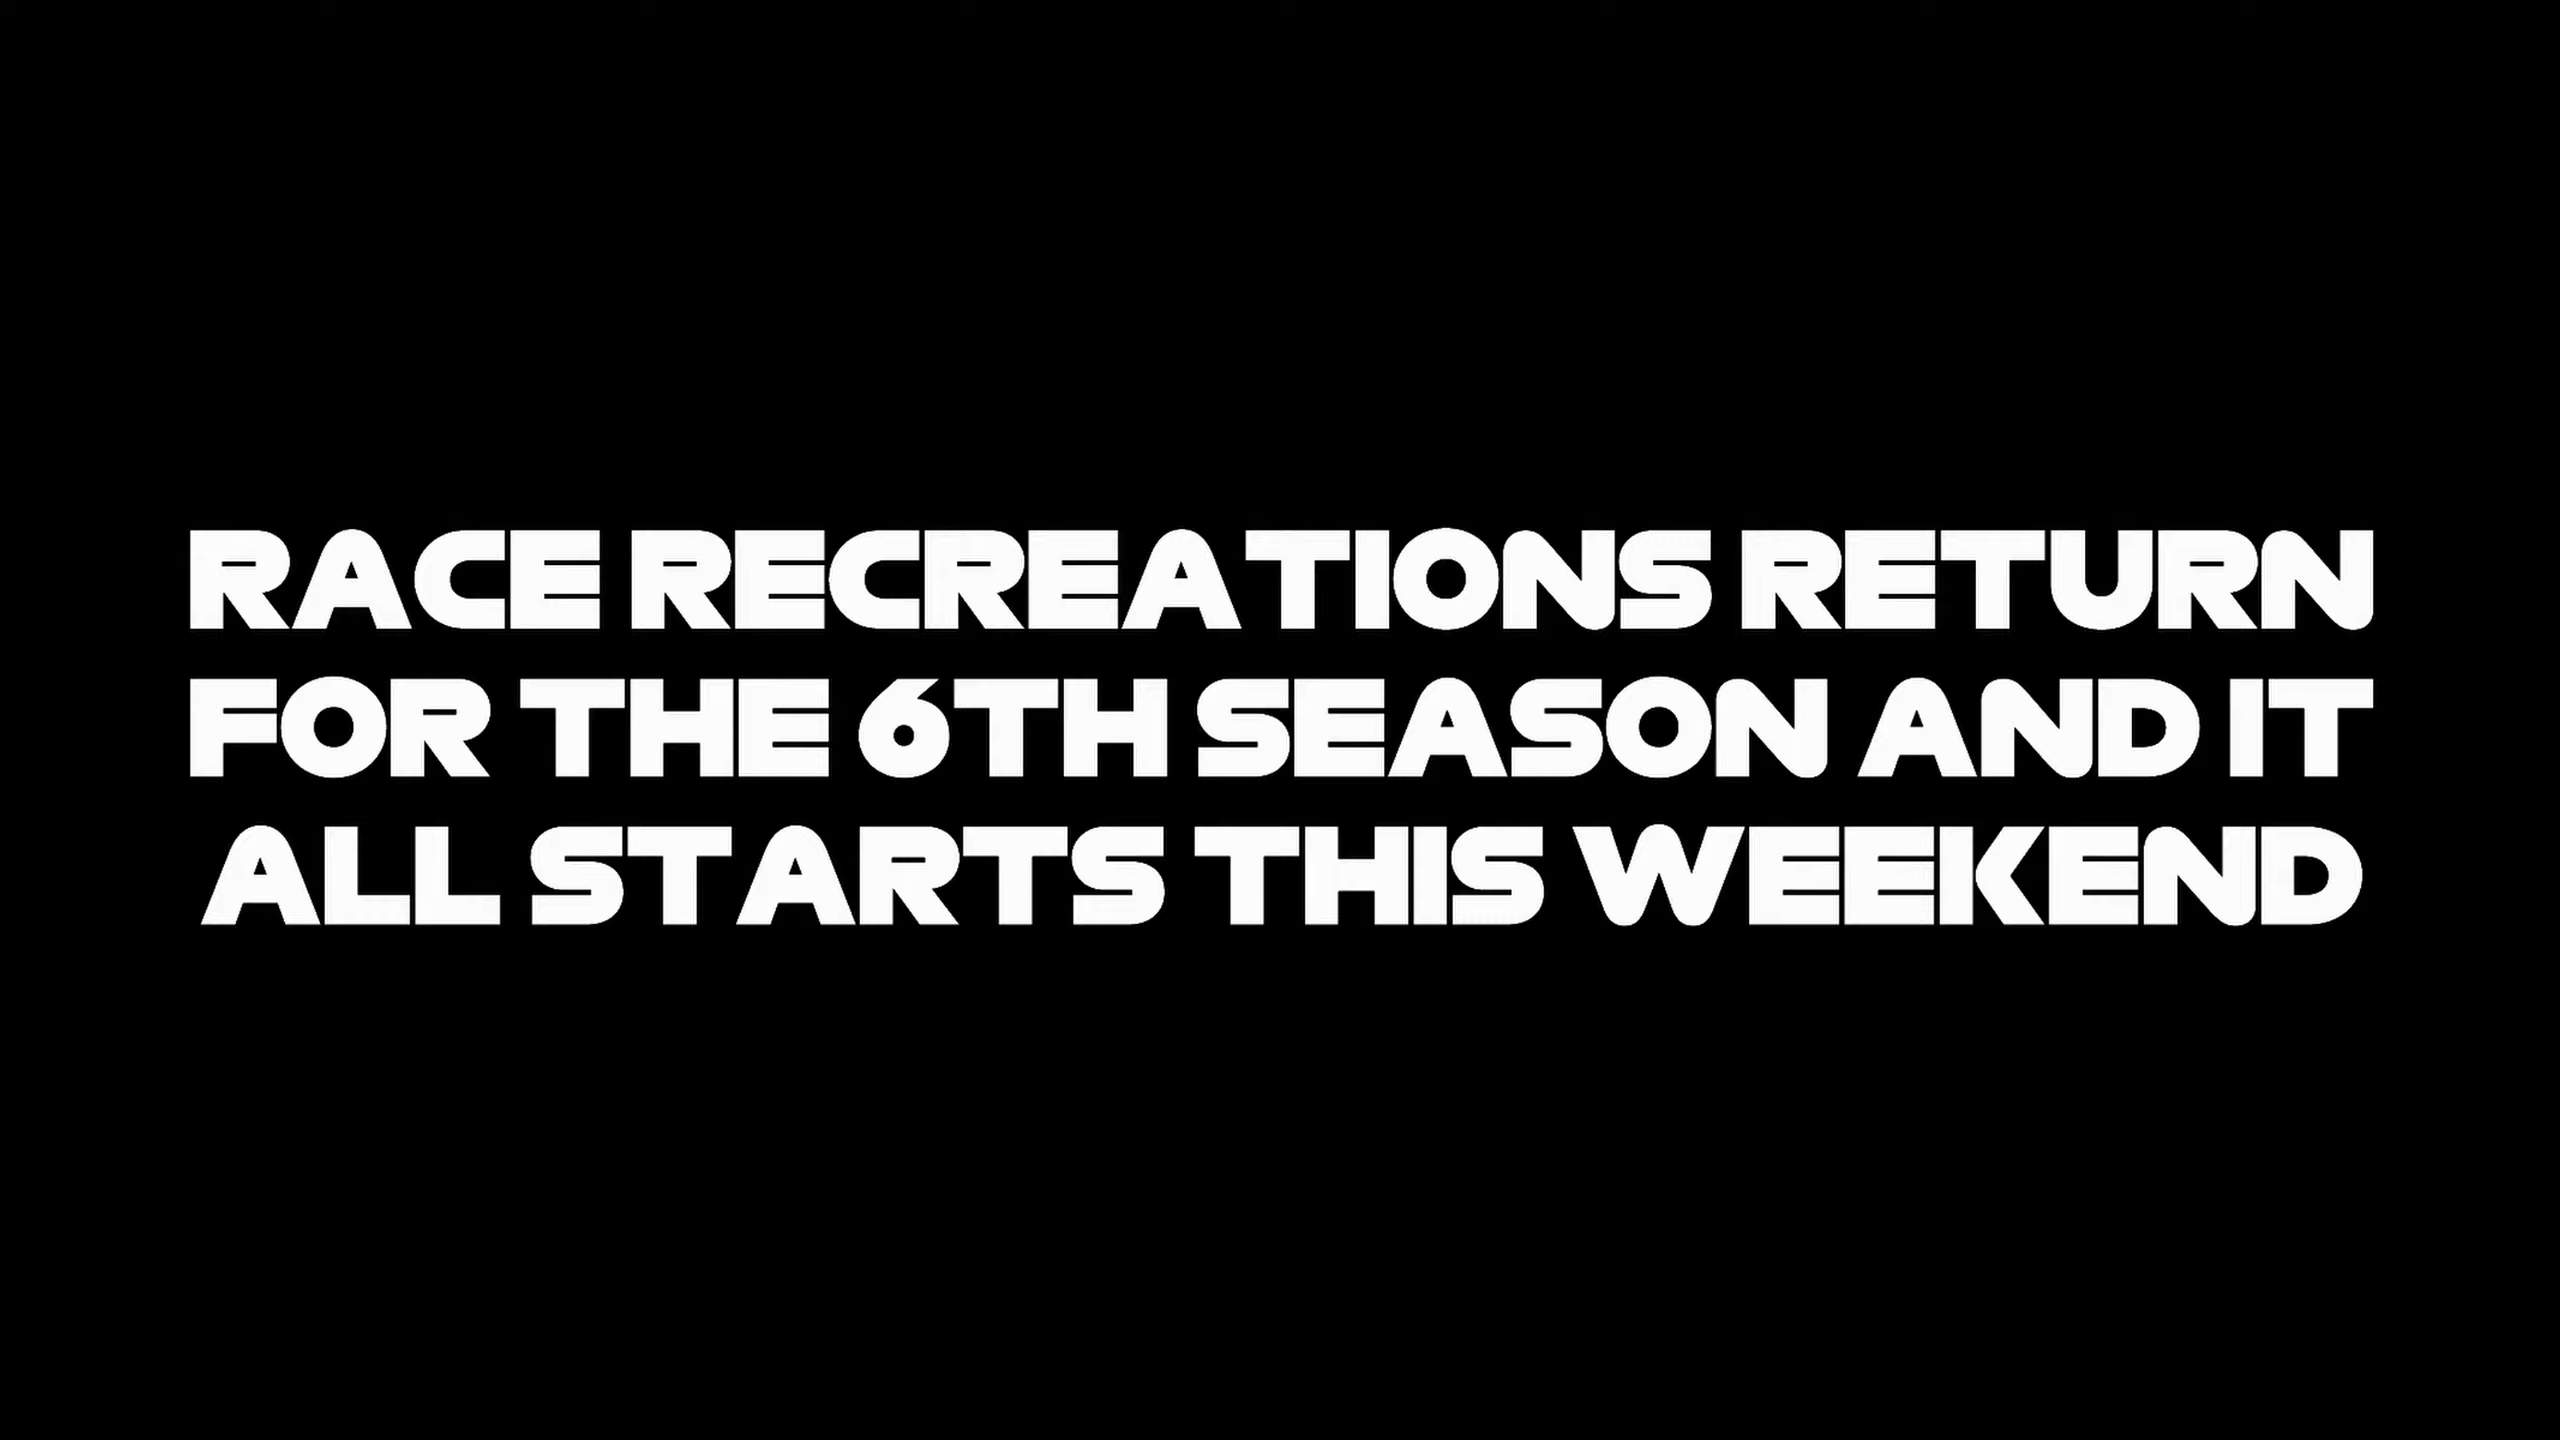 RACE RECREATIONS RETURN
FOR THE 6TH SEASON AND IT
ALL STARTS THIS WEEKEND